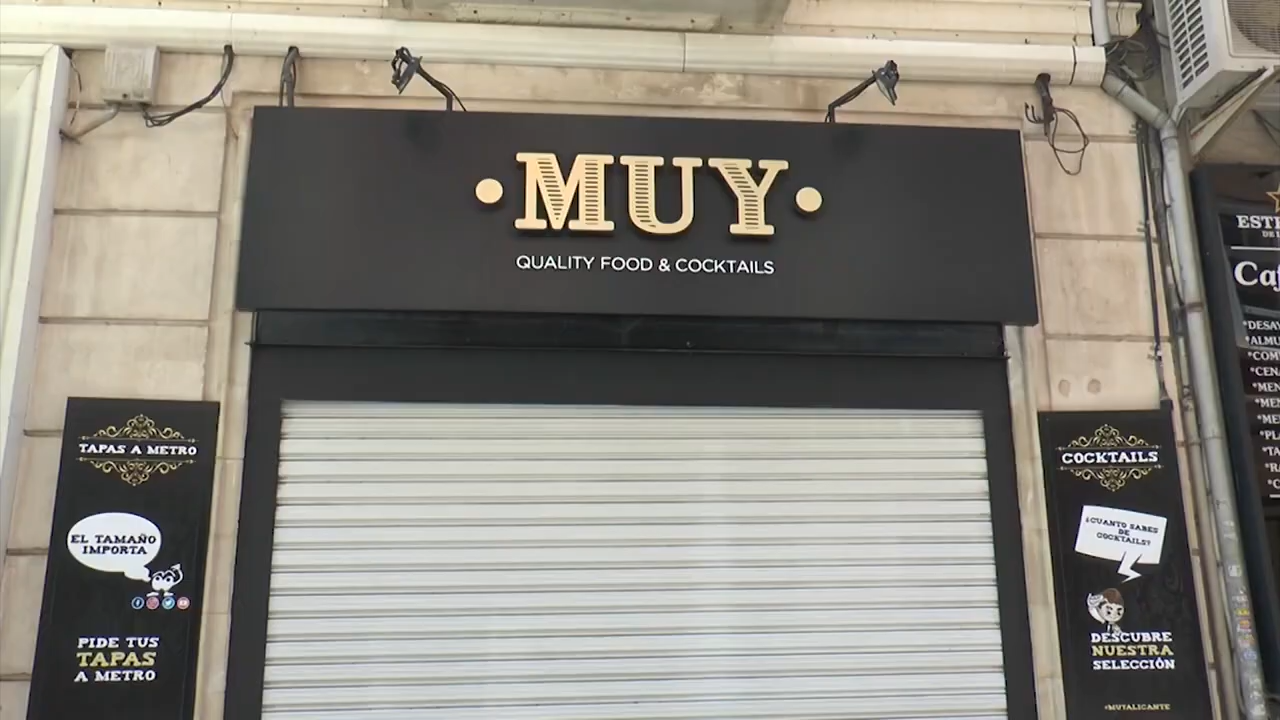 ·MUY·
QUALITY FOOD & COCKTAILS
TAPAS A METRO
EL TAMAÑO
IMPORTA
PIDE TUS
TAPAS
A METRO
COCKTAILS
¿CUANTO SABES
DE
COCKTAILS?
DESCUBRE
NUESTRA
SELECCIÓN
#MUYALICANTE